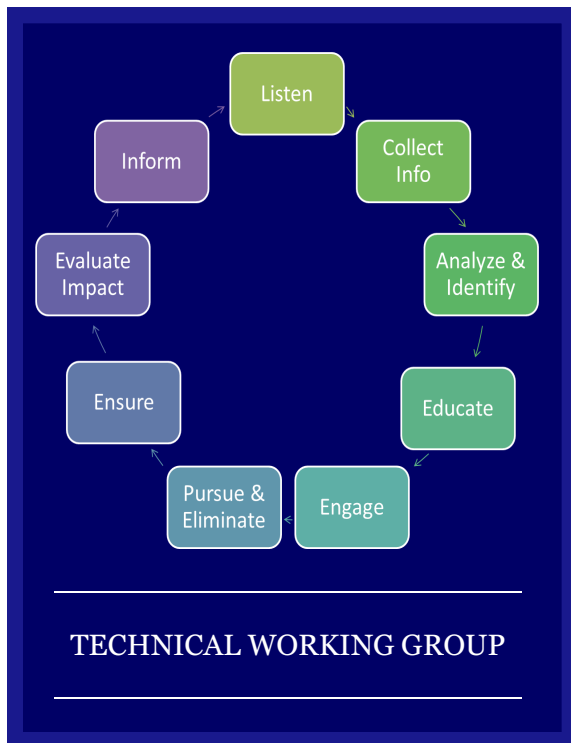 Listen
Collect
Info
Analyze &
Identify
Educate
Engage
Pursue &
Eliminate
Ensure
Evaluate
Impact
Inform
TECHNICAL WORKING GROUP